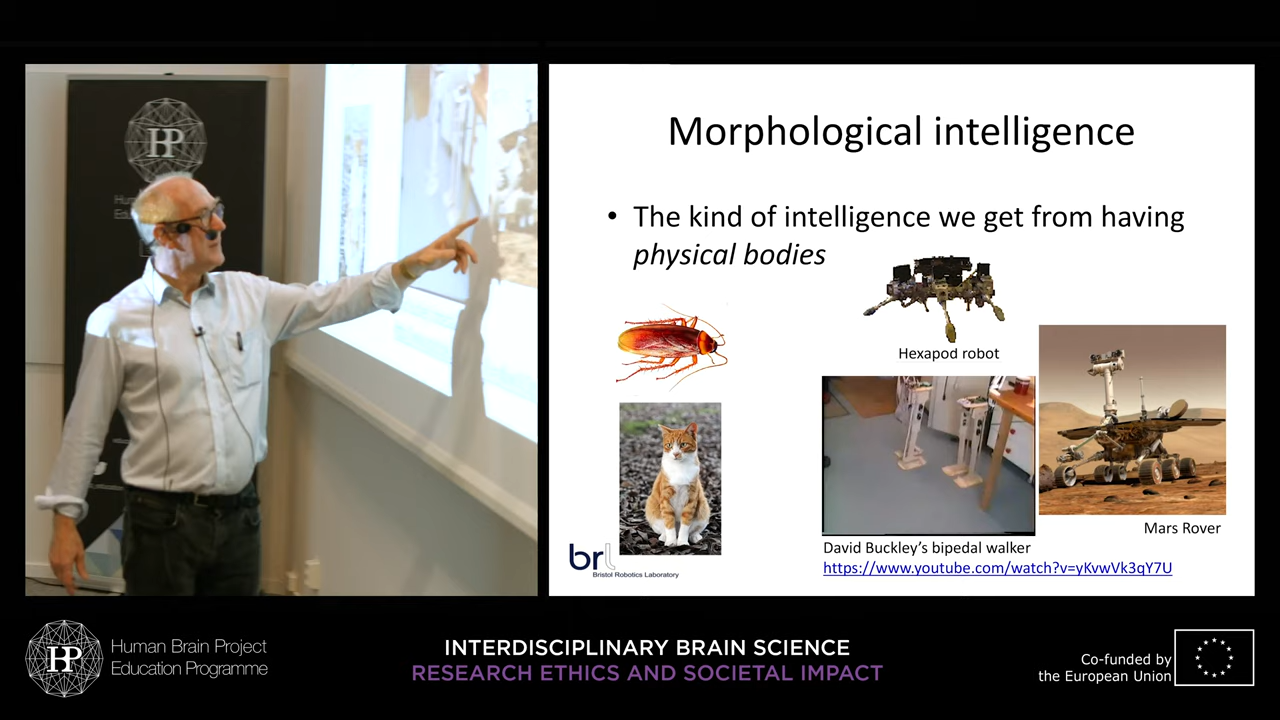 HP
Morphological intelligence
• The kind of intelligence we get from having
physical bodies
Hexapod robot
Mars Rover
David Buckley’s bipedal walker
https://www.youtube.com/watch?v=yKvwVk3qY7U
brl
Bristol Robotics Laboratory
HP
Human Brain Project
Education Programme
INTERDISCIPLINARY BRAIN SCIENCE
RESEARCH ETHICS AND SOCIETAL IMPACT
Co-funded by
the European Union